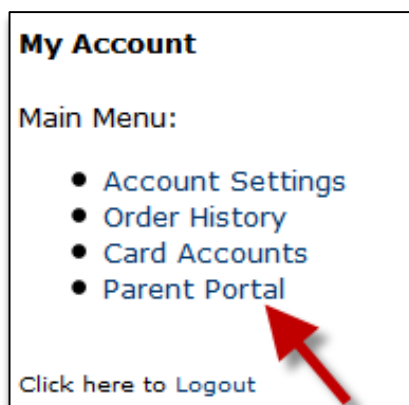 My Account
Main Menu:
Account Settings
Order History
Card Accounts
Parent Portal
Click here to Logout